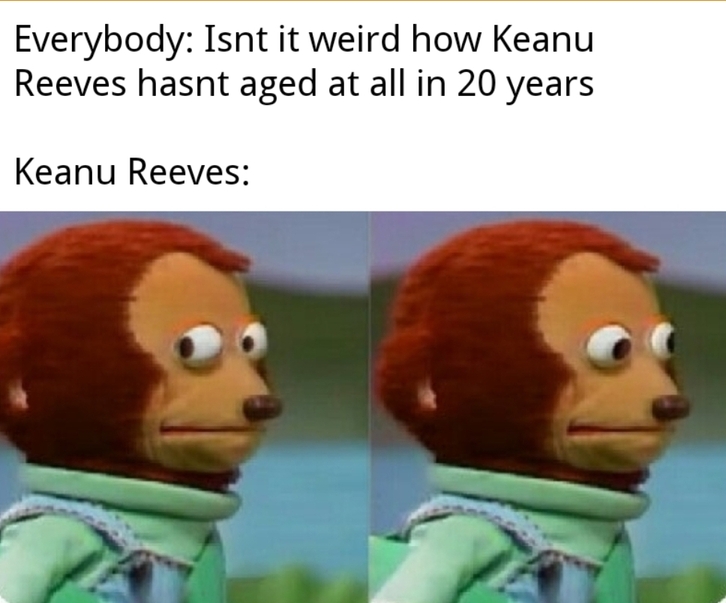 Everybody: Isnt it weird how Keanu
Reeves hasnt aged at all in 20 years
Keanu Reeves: